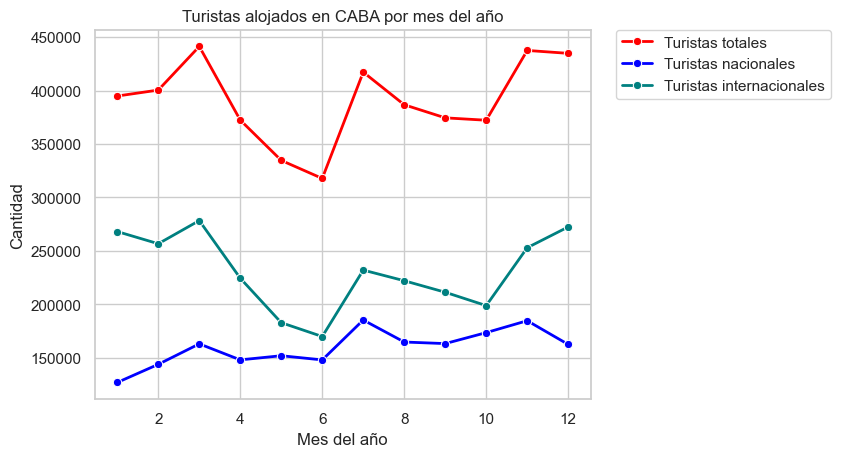 Turistas alojados en CABA por mes del año
450000
400000
350000
300000
250000
200000
150000
Cantidad
2 4 6 8 10 12
Mes del año
Turistas totales
Turistas nacionales
Turistas internacionales